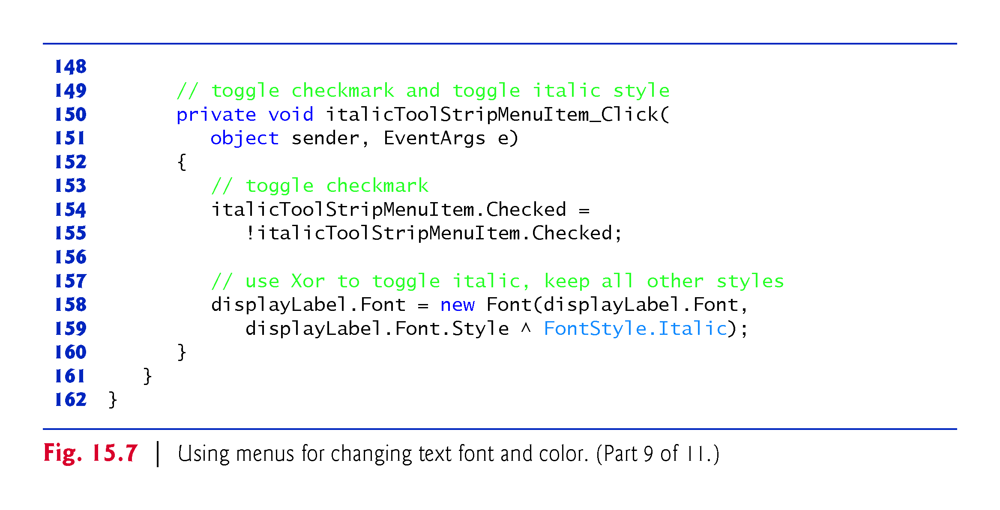 148
149 // toggle checkmark and toggle italic style
150 private void italicToolStripMenuItem_Click(
151 object sender, EventArgs e)
152 {
153 // toggle checkmark
154 italicToolStripMenuItem.Checked =
155 !italicToolStripMenuItem.Checked;
156
157 // use Xor to toggle italic, keep all other styles
158 displayLabel.Font = new Font(displayLabel.Font,
159 displayLabel.Font.Style ^ FontStyle.Italic);
160 }
161 }
162 }
Fig. 15.7 | Using menus for changing text font and color. (Part 9 of 11.)